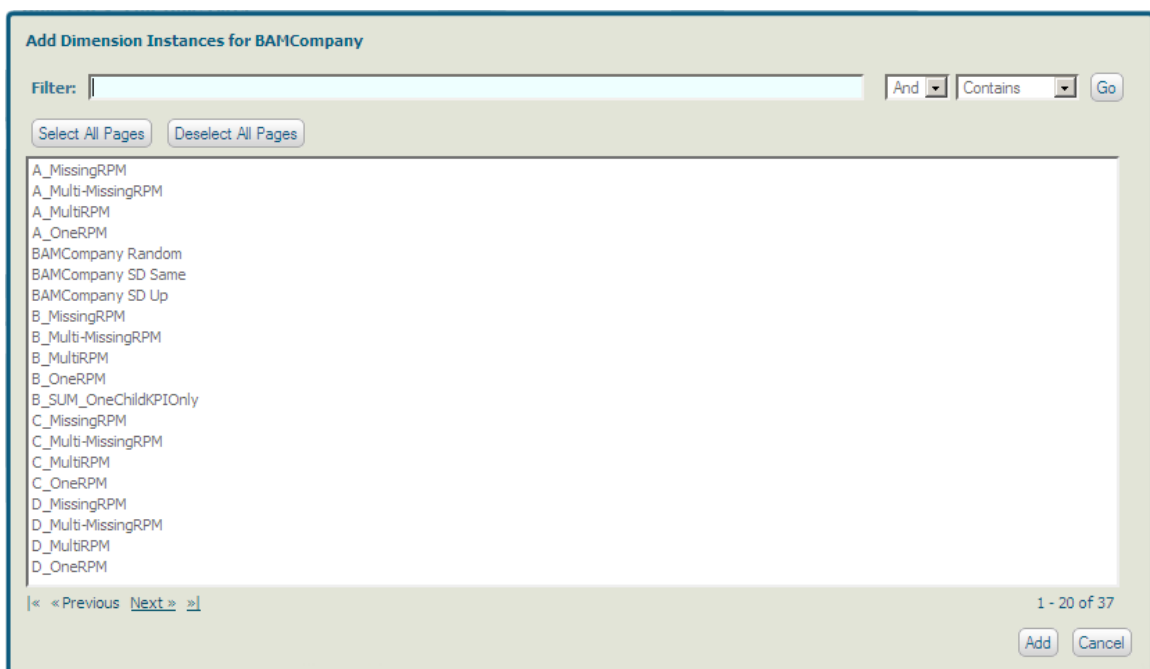 Add Dimension Instances for BAMCompany
Filter: And Contains Go
Select All Pages Deselect All Pages
A_MissingRPM
A_Multi-MissingRPM
A_MultiRPM
A_OneRPM
BAMCompany Random
BAMCompany SD Same
BAMCompany SD Up
B_MissingRPM
B_Multi-MissingRPM
B_MultiRPM
B_OneRPM
B_SUM_OneChildKPIOnly
C_MissingRPM
C_Multi-MissingRPM
C_MultiRPM
C_OneRPM
D_MissingRPM
D_Multi-MissingRPM
D_MultiRPM
D_OneRPM
|« « Previous Next » »| 1 - 20 of 37
Add Cancel